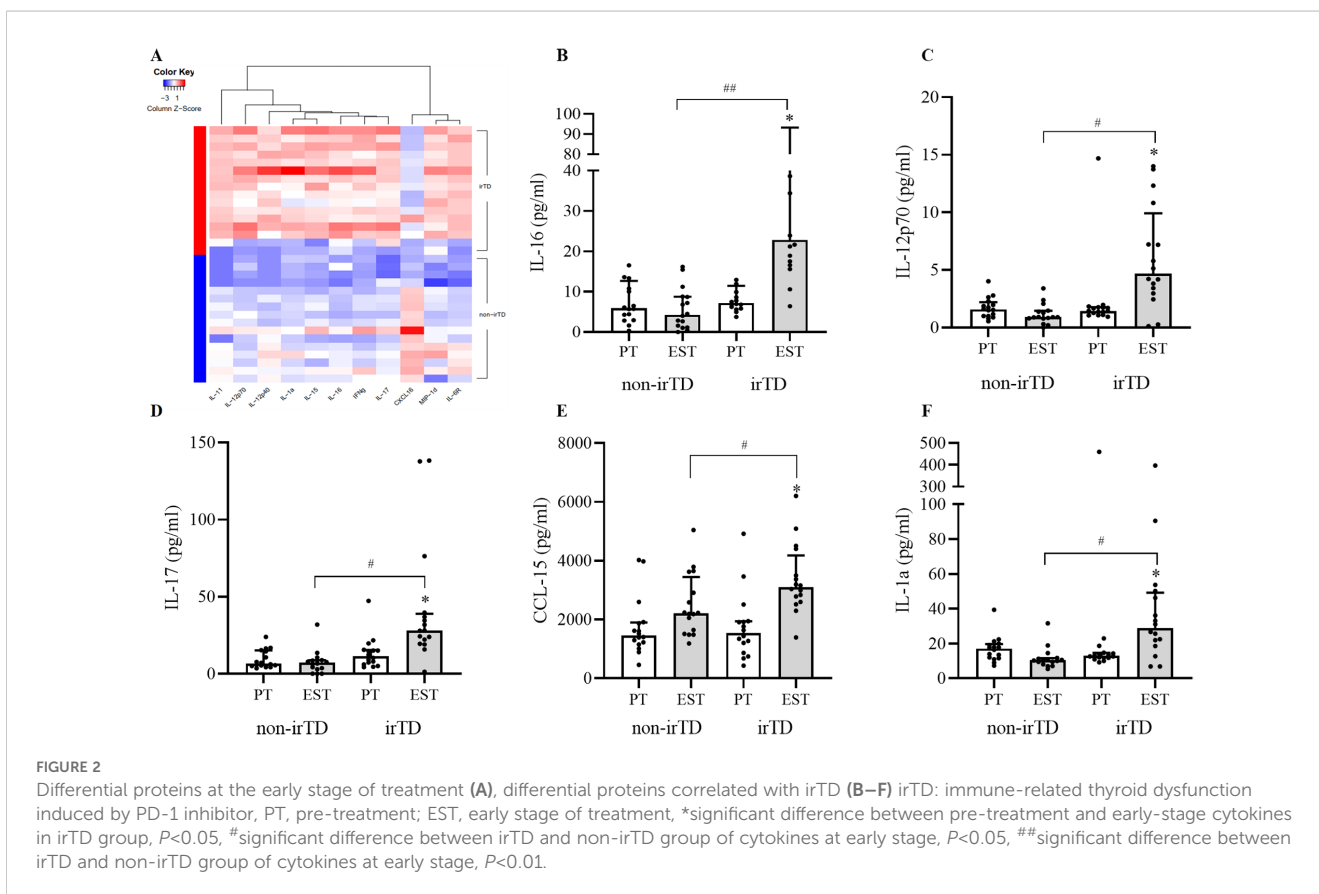 A
Color Key
−3 1
Column Z−Score
irTD
non−irTD
IL−11
IL−12p70
IL−12p40
IL−1a
IL−15
IL−16
IFNg
IL−17
CXCL16
MIP−1d
IL−6R
B
IL-16 (pg/ml)
100
90
80
40
30
20
10
0
##
*
PT EST PT EST
non-irTD irTD
C
IL-12p70 (pg/ml)
20
15
10
5
0
#
*
PT EST PT EST
non-irTD irTD
D
IL-17 (pg/ml)
150
100
50
0
#
*
PT EST PT EST
non-irTD irTD
E
CCL-15 (pg/ml)
8000
6000
4000
2000
0
#
*
PT EST PT EST
non-irTD irTD
F
IL-1a (pg/ml)
500
400
300
100
80
60
40
20
0
#
*
PT EST PT EST
non-irTD irTD
FIGURE 2
Differential proteins at the early stage of treatment (A), differential proteins correlated with irTD (B–F) irTD: immune-related thyroid dysfunction
induced by PD-1 inhibitor, PT, pre-treatment; EST, early stage of treatment, *significant difference between pre-treatment and early-stage cytokines
in irTD group, P<0.05, #significant difference between irTD and non-irTD group of cytokines at early stage, P<0.05, ##significant difference between
irTD and non-irTD group of cytokines at early stage, P<0.01.